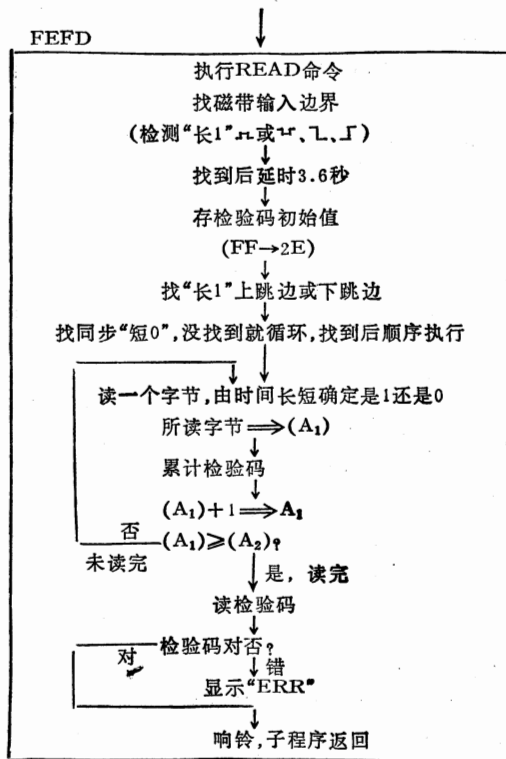 FEFD
执行READ命令
找磁带输入边界
(检测“长1”或、、)
找到后延时3.6秒
存检验码初始值
(FF→2E)
找“长1”上跳边或下跳边
找同步“短0”,没找到就循环,找到后顺序执行
读一个字节,由时间长短确定是1还是0
所读字节⟹(A₁)
累计检验码
(A₁)+1⟹A₁
否
(A₁)≥(A₂)?
未读完
是,读完
读检验码
检验码对否?
对
错
显示“ERR”
响铃,子程序返回